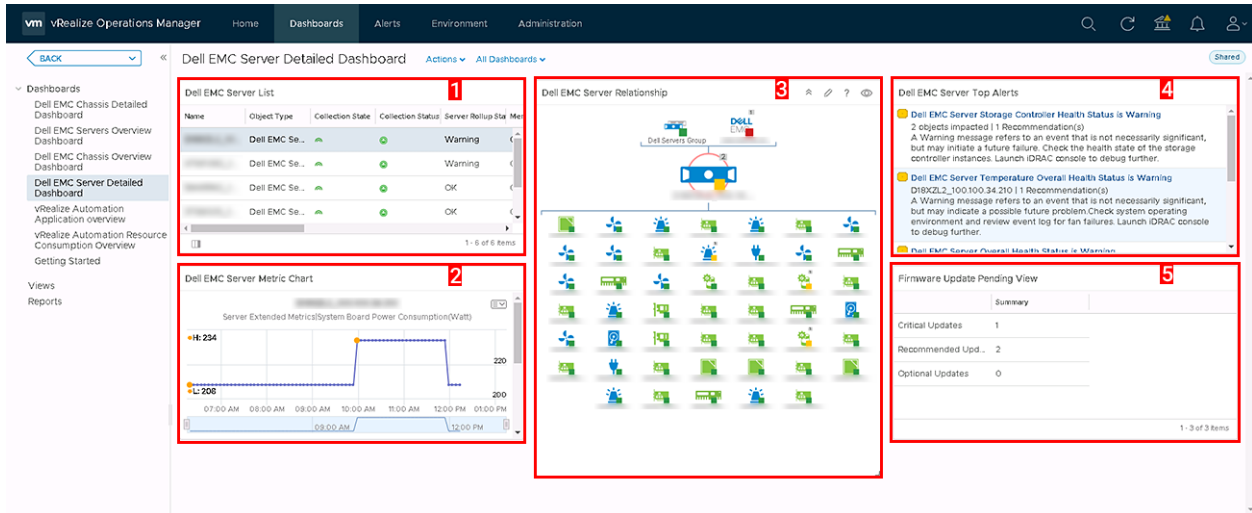 vm vRealize Operations Manager Home Dashboards Alerts Environment Administration
BACK
Dell EMC Server Detailed Dashboard Actions All Dashboards Shared
Dashboards
Dell EMC Chassis Detailed
Dashboard
Dell EMC Servers Overview
Dashboard
Dell EMC Chassis Overview
Dashboard
Dell EMC Server Detailed
Dashboard
vRealize Automation
Application overview
vRealize Automation Resource
Consumption Overview
Getting Started
Views
Reports
Dell EMC Server List 1
Name Object Type Collection State Collection Status Server Rollup Sta Mer
Dell EMC Se.. Warning
Dell EMC Se.. Warning
Dell EMC Se.. OK
Dell EMC Se.. OK
1 - 6 of 6 items
Dell EMC Server Metric Chart 2
Server Extended Metrics|System Board Power Consumption(Watt)
H: 234
220
L: 208
200
07:00 AM 08:00 AM 09:00 AM 10:00 AM 11:00 AM 12:00 PM 01:00 PM
09:00 AM 12:00 PM
Dell EMC Server Relationship 3
DELL
EMC
Dell Servers Group
2
Dell EMC Server Top Alerts 4
Dell EMC Server Storage Controller Health Status is Warning
2 objects impacted | 1 Recommendation(s)
A Warning message refers to an event that is not necessarily significant,
but may initiate a future failure. Check the health state of the storage
controller instances. Launch iDRAC console to debug further.
Dell EMC Server Temperature Overall Health Status is Warning
D18XZL2_100.100.34.210 | 1 Recommendation(s)
A Warning message refers to an event that is not necessarily significant,
but may indicate a possible future problem.Check system operating
environment and review event log for fan failures. Launch iDRAC console
to debug further.
Dell EMC Server Overall Health Status is Warning
Firmware Update Pending View 5
Summary
Critical Updates 1
Recommended Upd... 2
Optional Updates 0
1 - 3 of 3 items